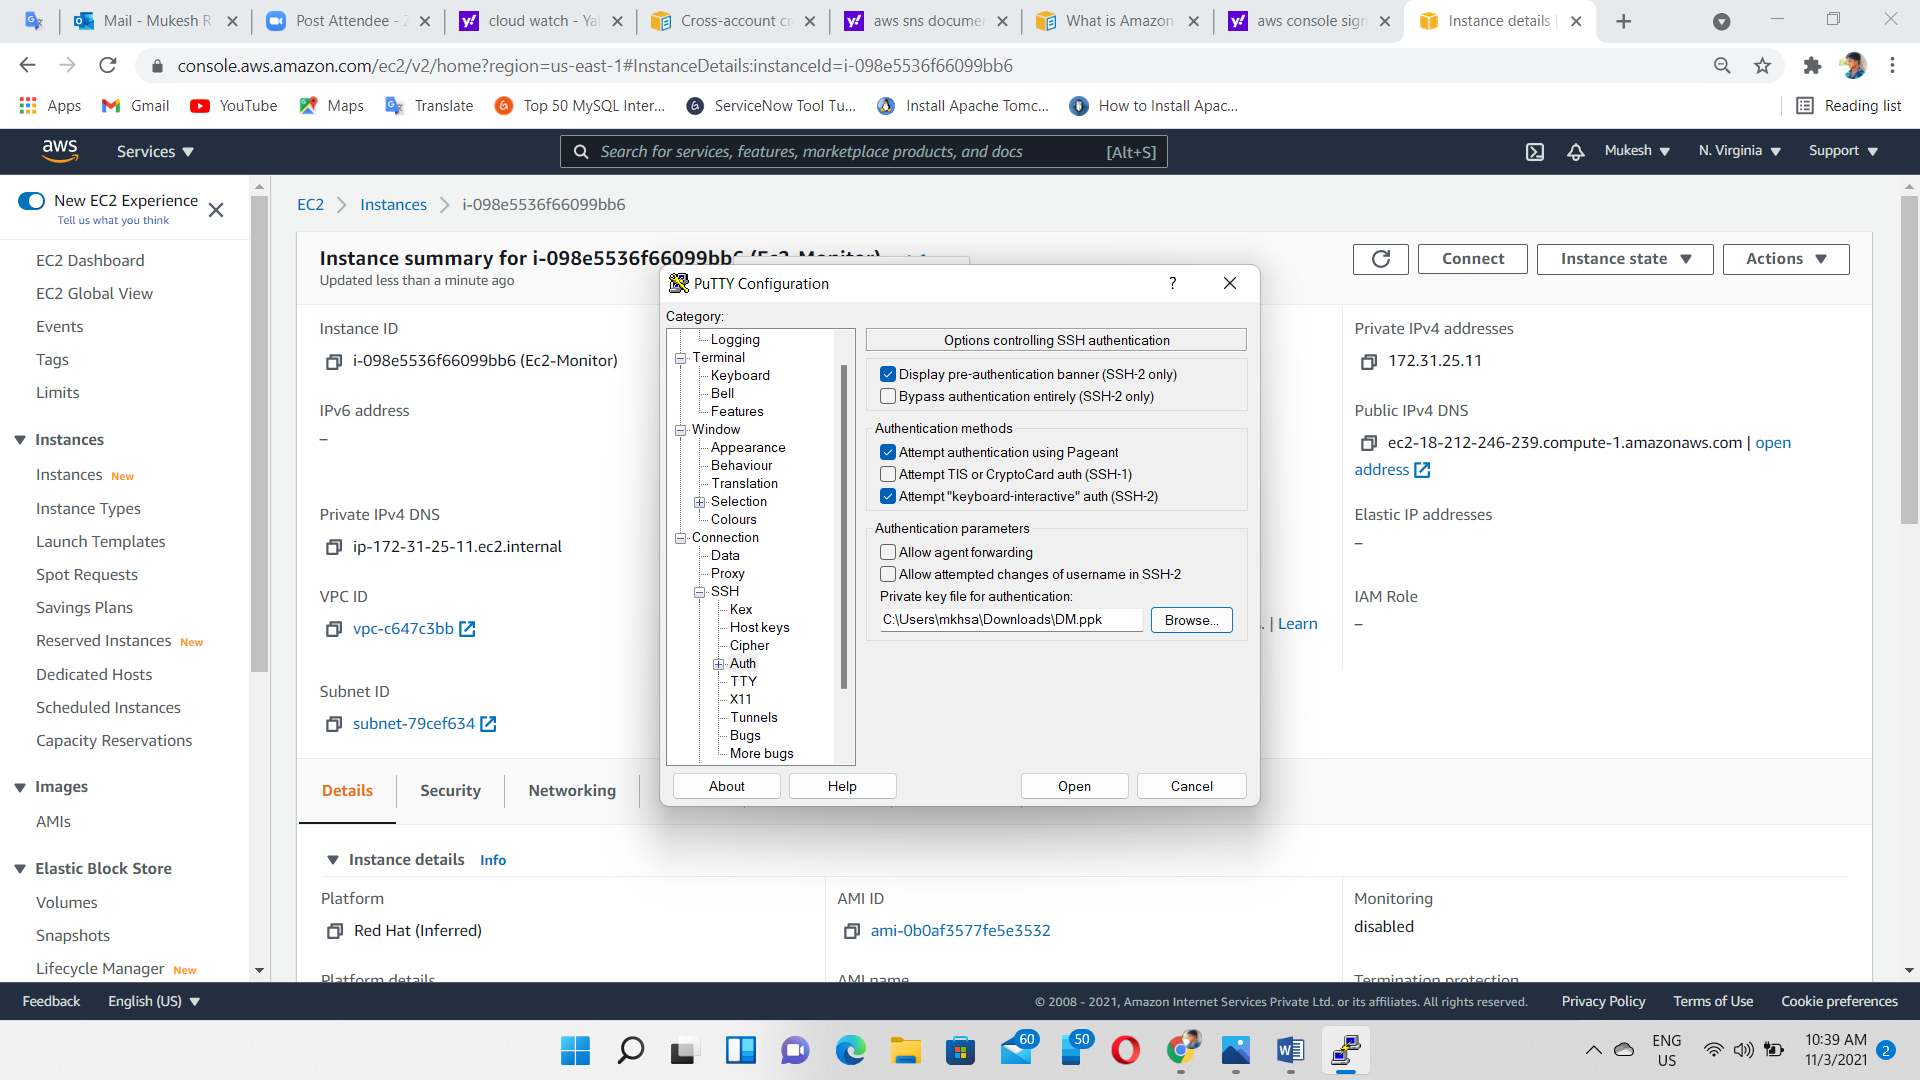 Mail - Mukesh R
Post Attendee - Z
cloud watch - Yah
Cross-account cr
aws sns documen
What is Amazon
aws console sign
Instance details |
console.aws.amazon.com/ec2/v2/home?region=us-east-1#InstanceDetails:instanceId=i-098e5536f66099bb6
Apps
Gmail
YouTube
Maps
Translate
Top 50 MySQL Inter...
ServiceNow Tool Tu...
Install Apache Tomc...
How to Install Apac...
Reading list
aws
Services
Search for services, features, marketplace products, and docs
[Alt+S]
Mukesh
N. Virginia
Support
New EC2 Experience
Tell us what you think
EC2 Dashboard
EC2 Global View
Events
Tags
Limits
Instances
Instances New
Instance Types
Launch Templates
Spot Requests
Savings Plans
Reserved Instances New
Dedicated Hosts
Scheduled Instances
Capacity Reservations
Images
AMIs
Elastic Block Store
Volumes
Snapshots
Lifecycle Manager New
EC2
Instances
i-098e5536f66099bb6
Instance summary for i-098e5536f66099bb6 (Ec2-Monitor)
Updated less than a minute ago
Connect
Instance state
Actions
Instance ID
i-098e5536f66099bb6 (Ec2-Monitor)
IPv6 address
–
Private IPv4 DNS
ip-172-31-25-11.ec2.internal
VPC ID
vpc-c647c3bb
Subnet ID
subnet-79cef634
PuTTY Configuration
?
Category:
Logging
Terminal
Keyboard
Bell
Features
Window
Appearance
Behaviour
Translation
Selection
Colours
Connection
Data
Proxy
SSH
Kex
Host keys
Cipher
Auth
TTY
X11
Tunnels
Bugs
More bugs
Options controlling SSH authentication
Display pre-authentication banner (SSH-2 only)
Bypass authentication entirely (SSH-2 only)
Authentication methods
Attempt authentication using Pageant
Attempt TIS or CryptoCard auth (SSH-1)
Attempt "keyboard-interactive" auth (SSH-2)
Authentication parameters
Allow agent forwarding
Allow attempted changes of username in SSH-2
Private key file for authentication:
C:\Users\mkhsa\Downloads\DM.ppk
Browse...
About
Help
Open
Cancel
| Learn
Private IPv4 addresses
172.31.25.11
Public IPv4 DNS
ec2-18-212-246-239.compute-1.amazonaws.com | open
address
Elastic IP addresses
–
IAM Role
–
Details
Security
Networking
Instance details Info
Platform
Red Hat (Inferred)
AMI ID
ami-0b0af3577fe5e3532
Monitoring
disabled
Platform details
AMI name
Termination protection
Feedback
English (US)
© 2008 - 2021, Amazon Internet Services Private Ltd. or its affiliates. All rights reserved.
Privacy Policy
Terms of Use
Cookie preferences
60
50
ENG
US
10:39 AM
11/3/2021
2